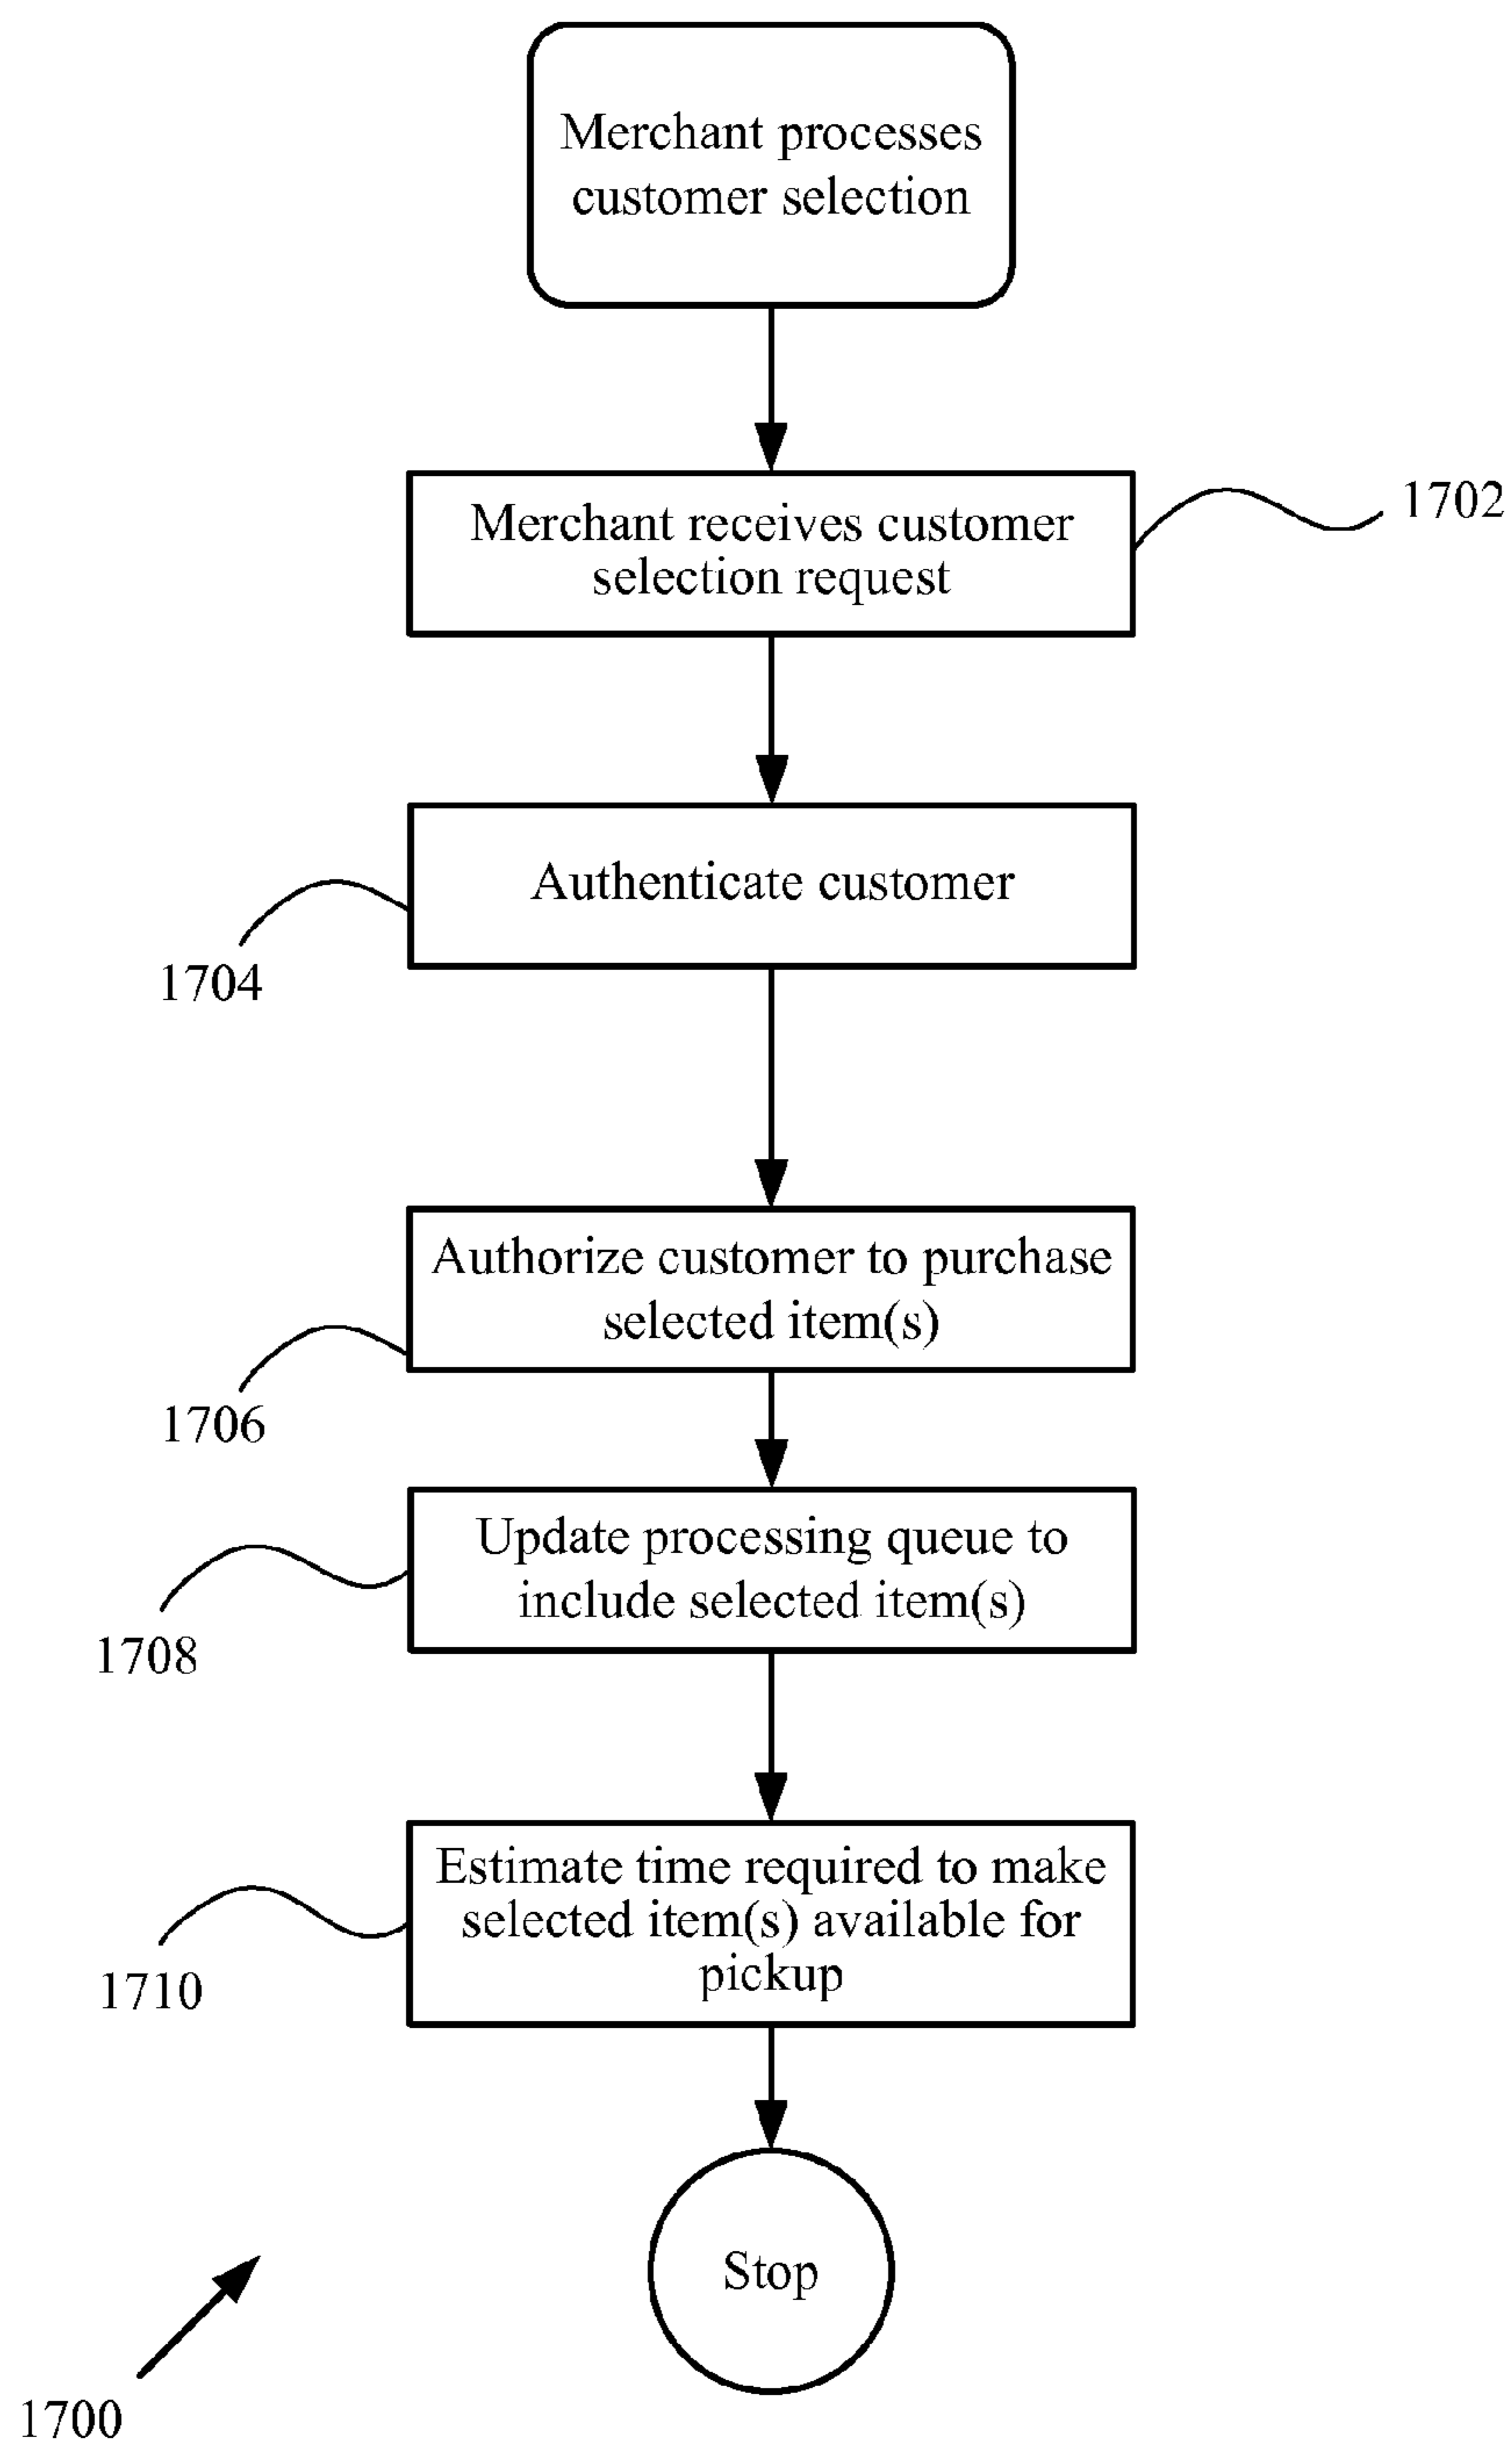 Merchant processes
customer selection
Merchant receives customer
selection request
1702
Authenticate customer
1704
Authorize customer to purchase
selected item(s)
1706
Update processing queue to
include selected item(s)
1708
Estimate time required to make
selected item(s) available for
pickup
1710
Stop
1700